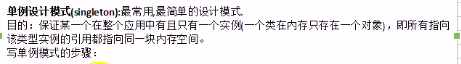 单例设计模式(singleton):最常用,最简单的设计模式.
目的：保证某一个在整个应用中有且只有一个实例(一个类在内存只存在一个对象)，即所有指向
该类型实例的引用都指向同一块内存空间。
写单例模式的步骤：